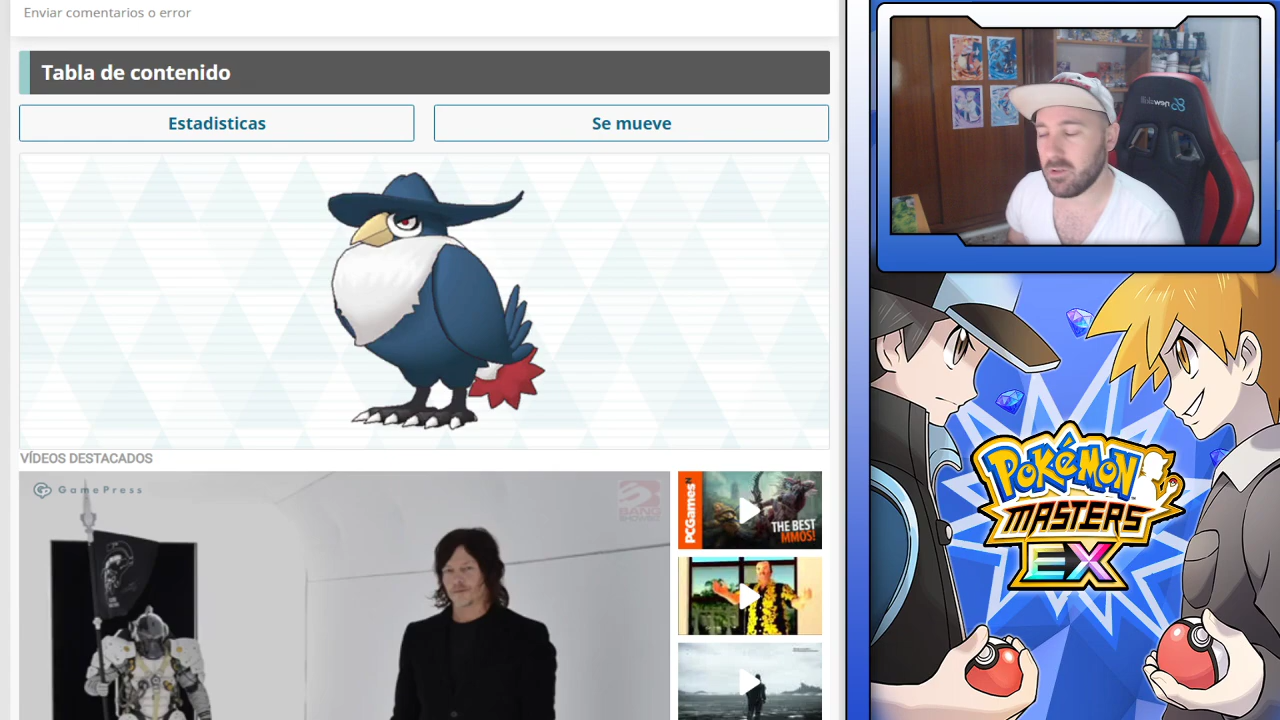 Enviar comentarios o error
Tabla de contenido
Estadisticas
Se mueve
VÍDEOS DESTACADOS
GamePress
PCGames
THE BEST
MMOS!
newskill
POKéMON
MASTERS
EX